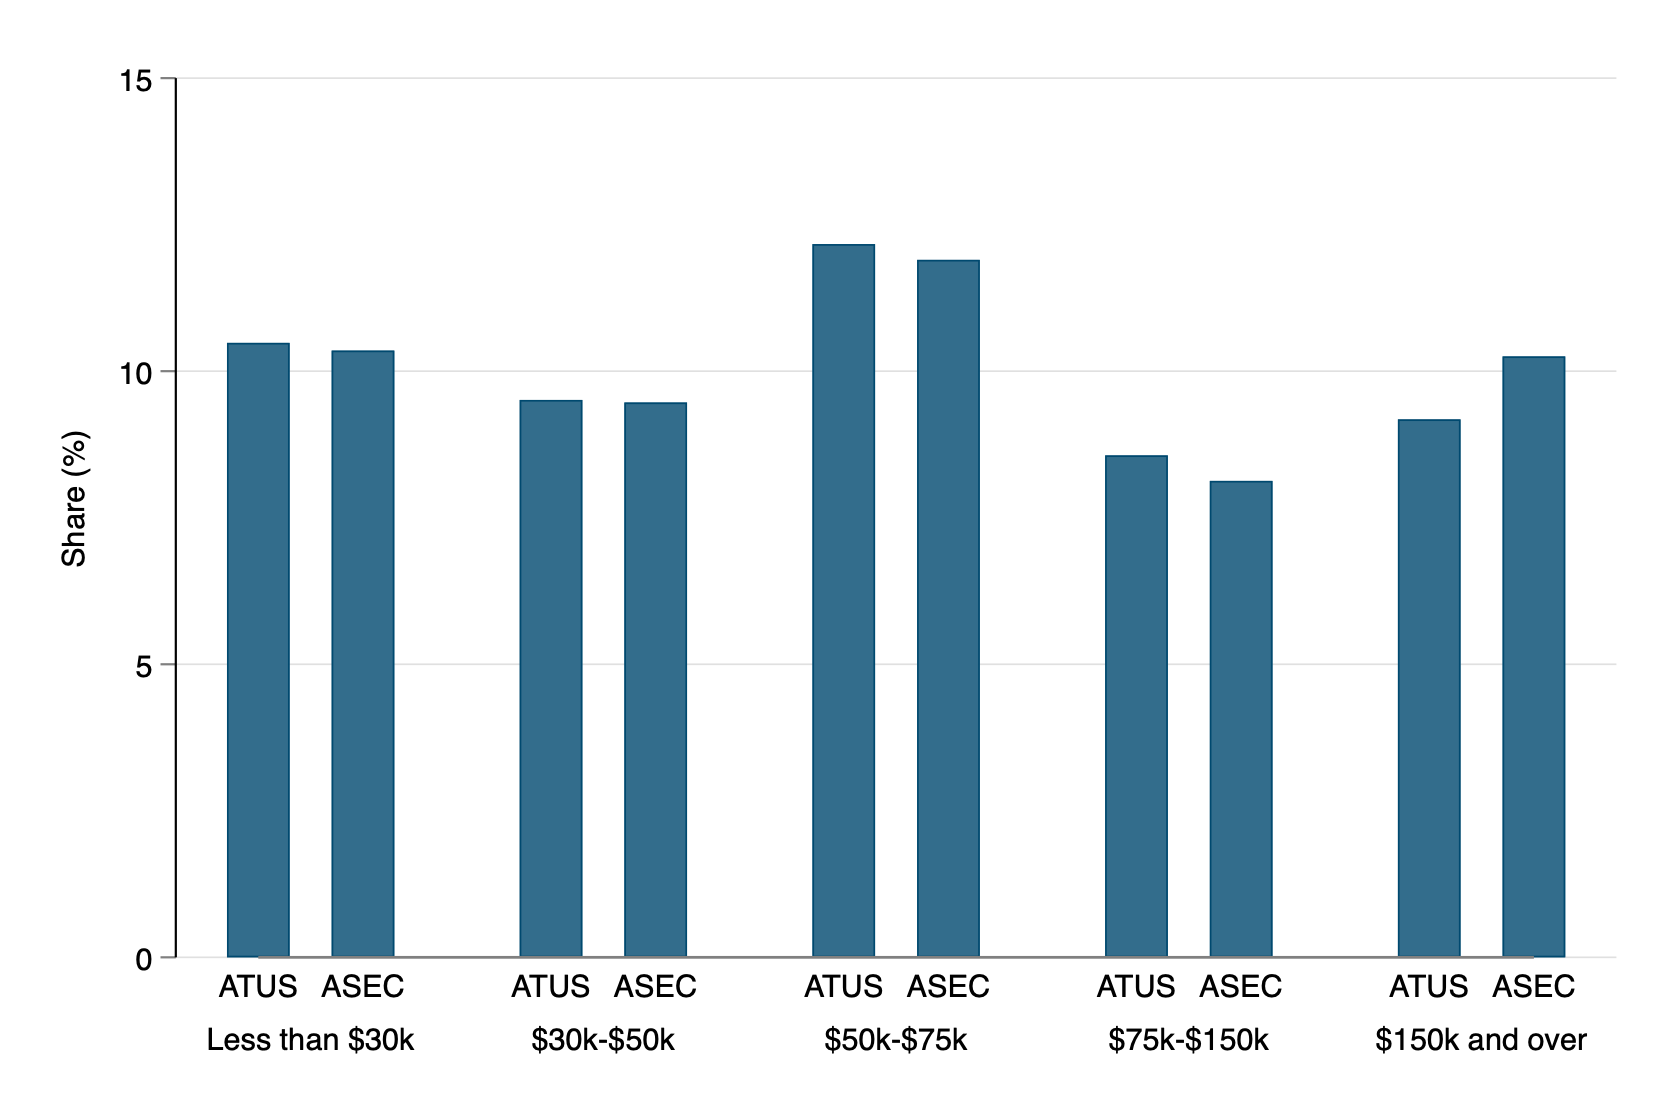 15
10
5
0
Share (%)
ATUS ASEC ATUS ASEC ATUS ASEC ATUS ASEC ATUS ASEC
Less than $30k $30k-$50k $50k-$75k $75k-$150k $150k and over